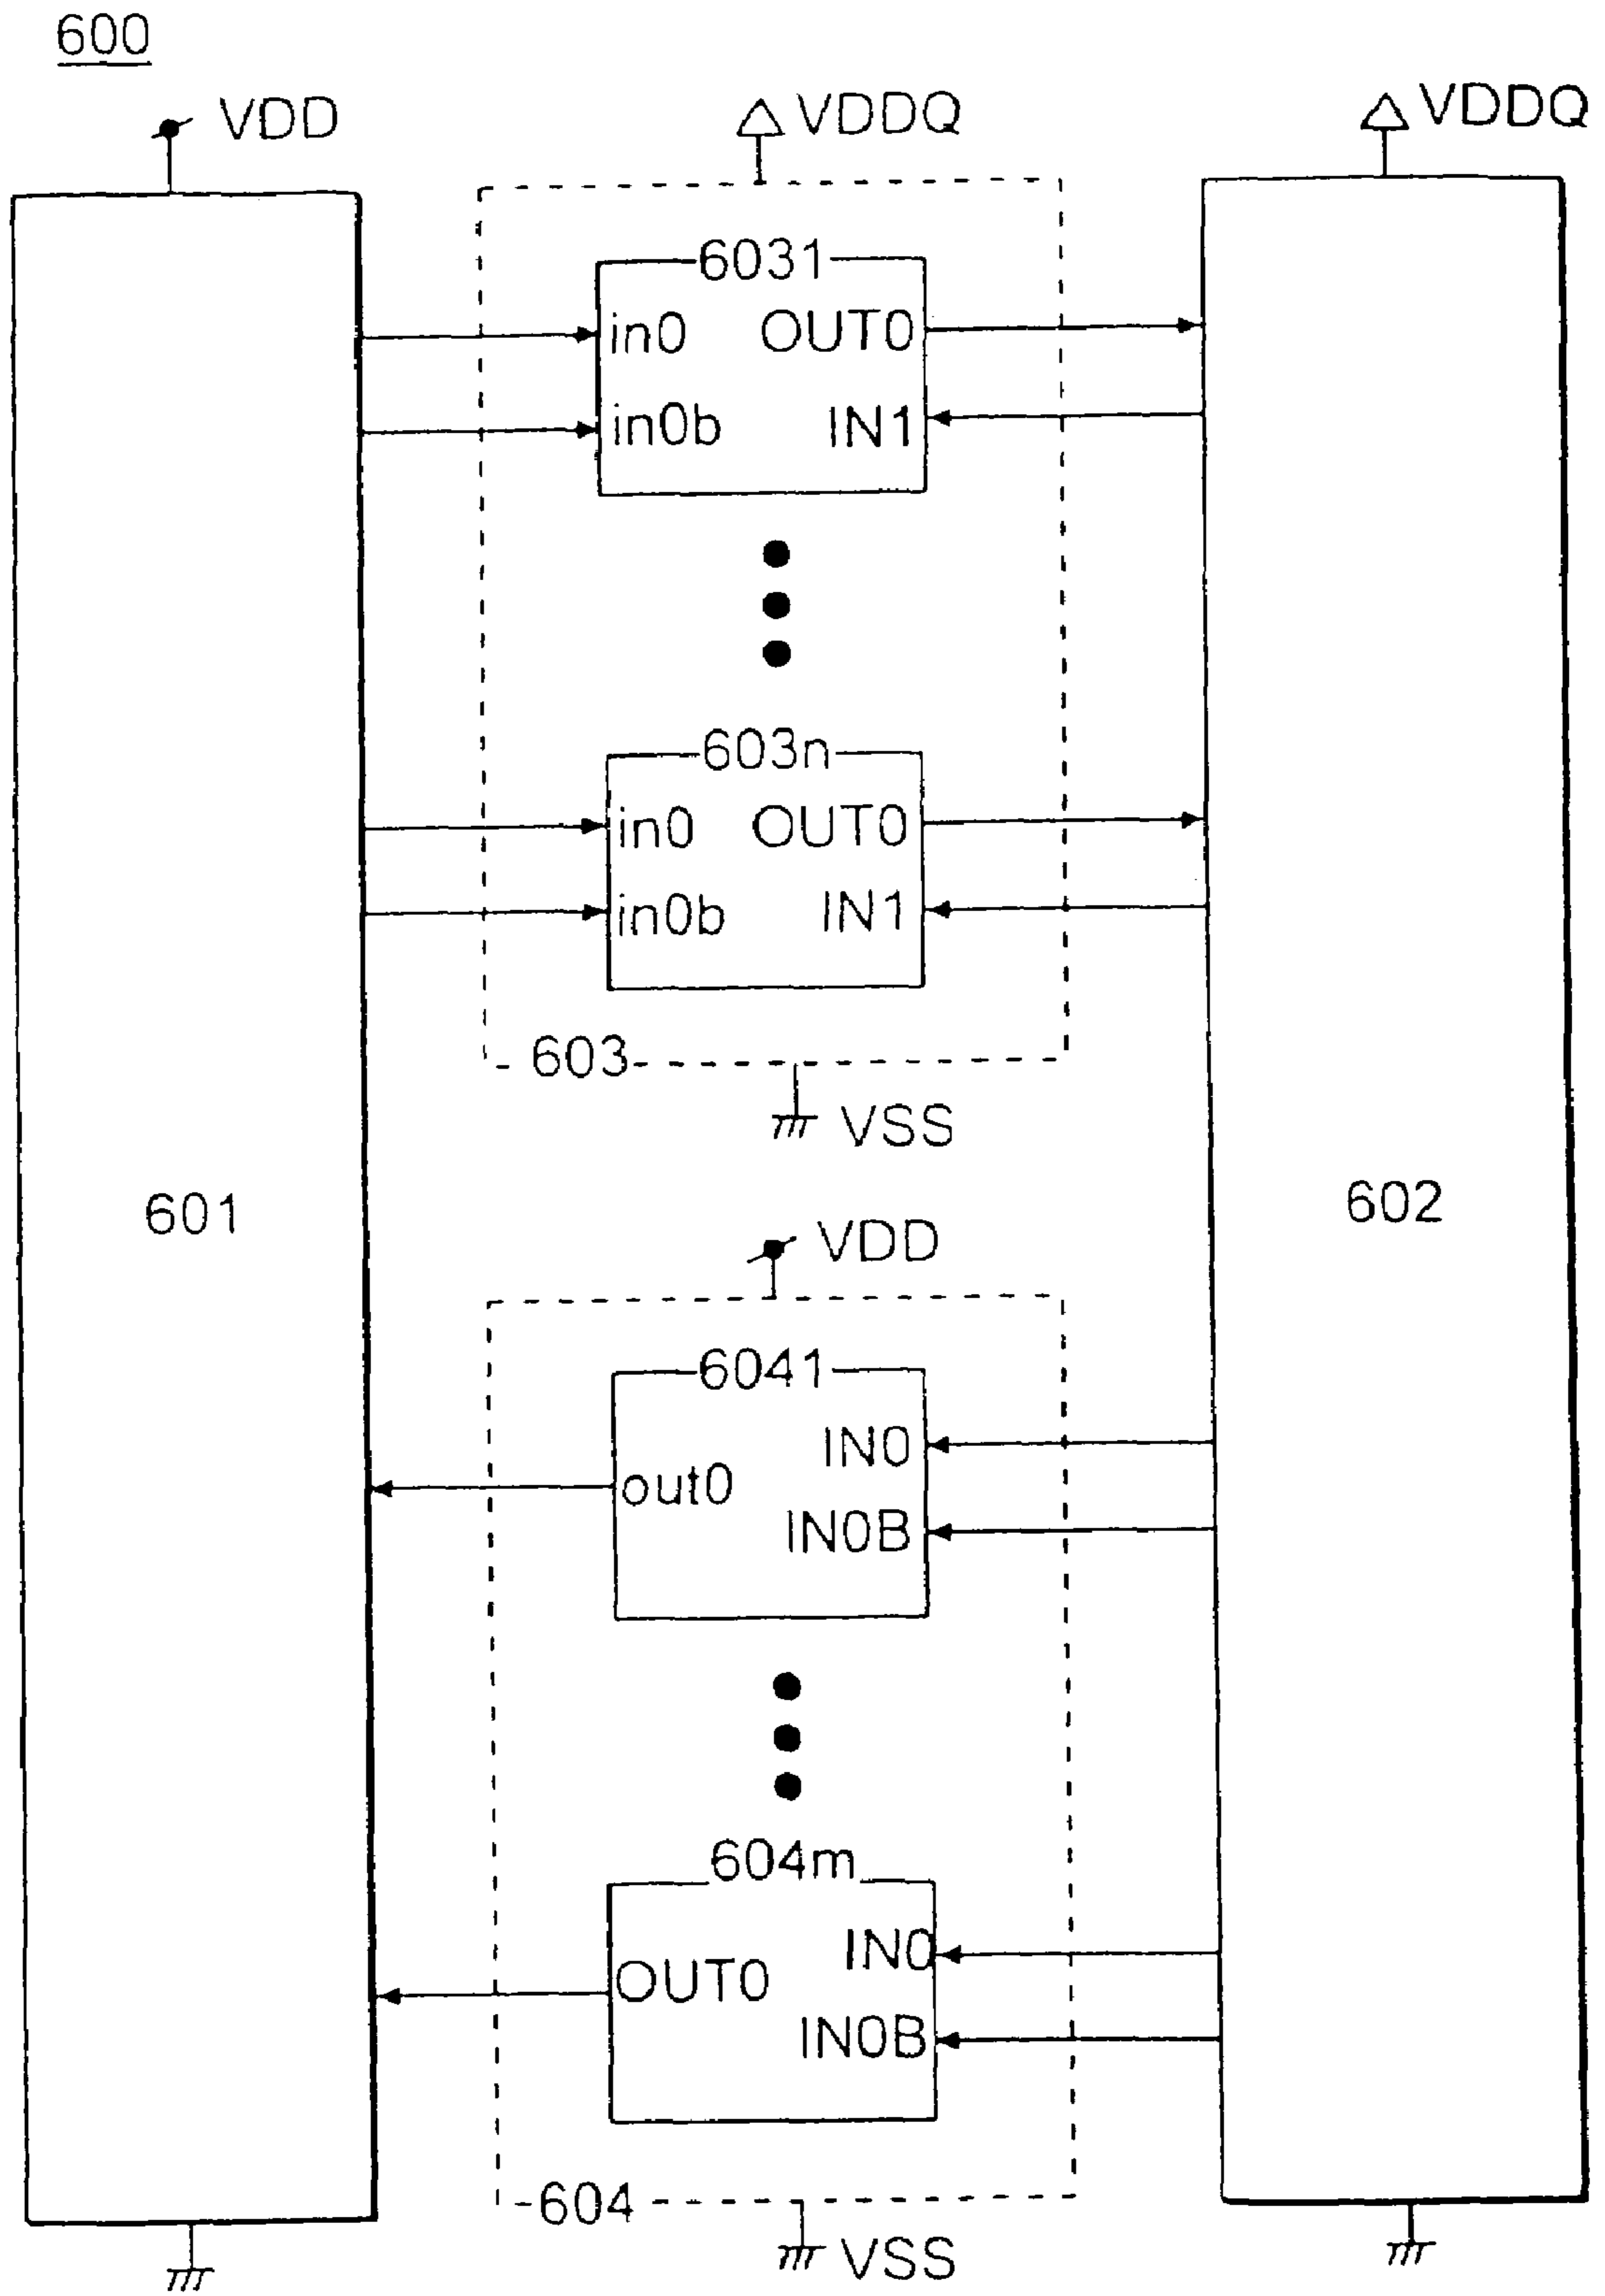 600
VDD
VDDQ
VDDQ
6031
in0 OUT0
in0b IN1
603n
in0 OUT0
in0b IN1
603
VSS
601
602
VDD
6041
IN0
out0
IN0B
604m
IN0
OUT0
IN0B
604
VSS